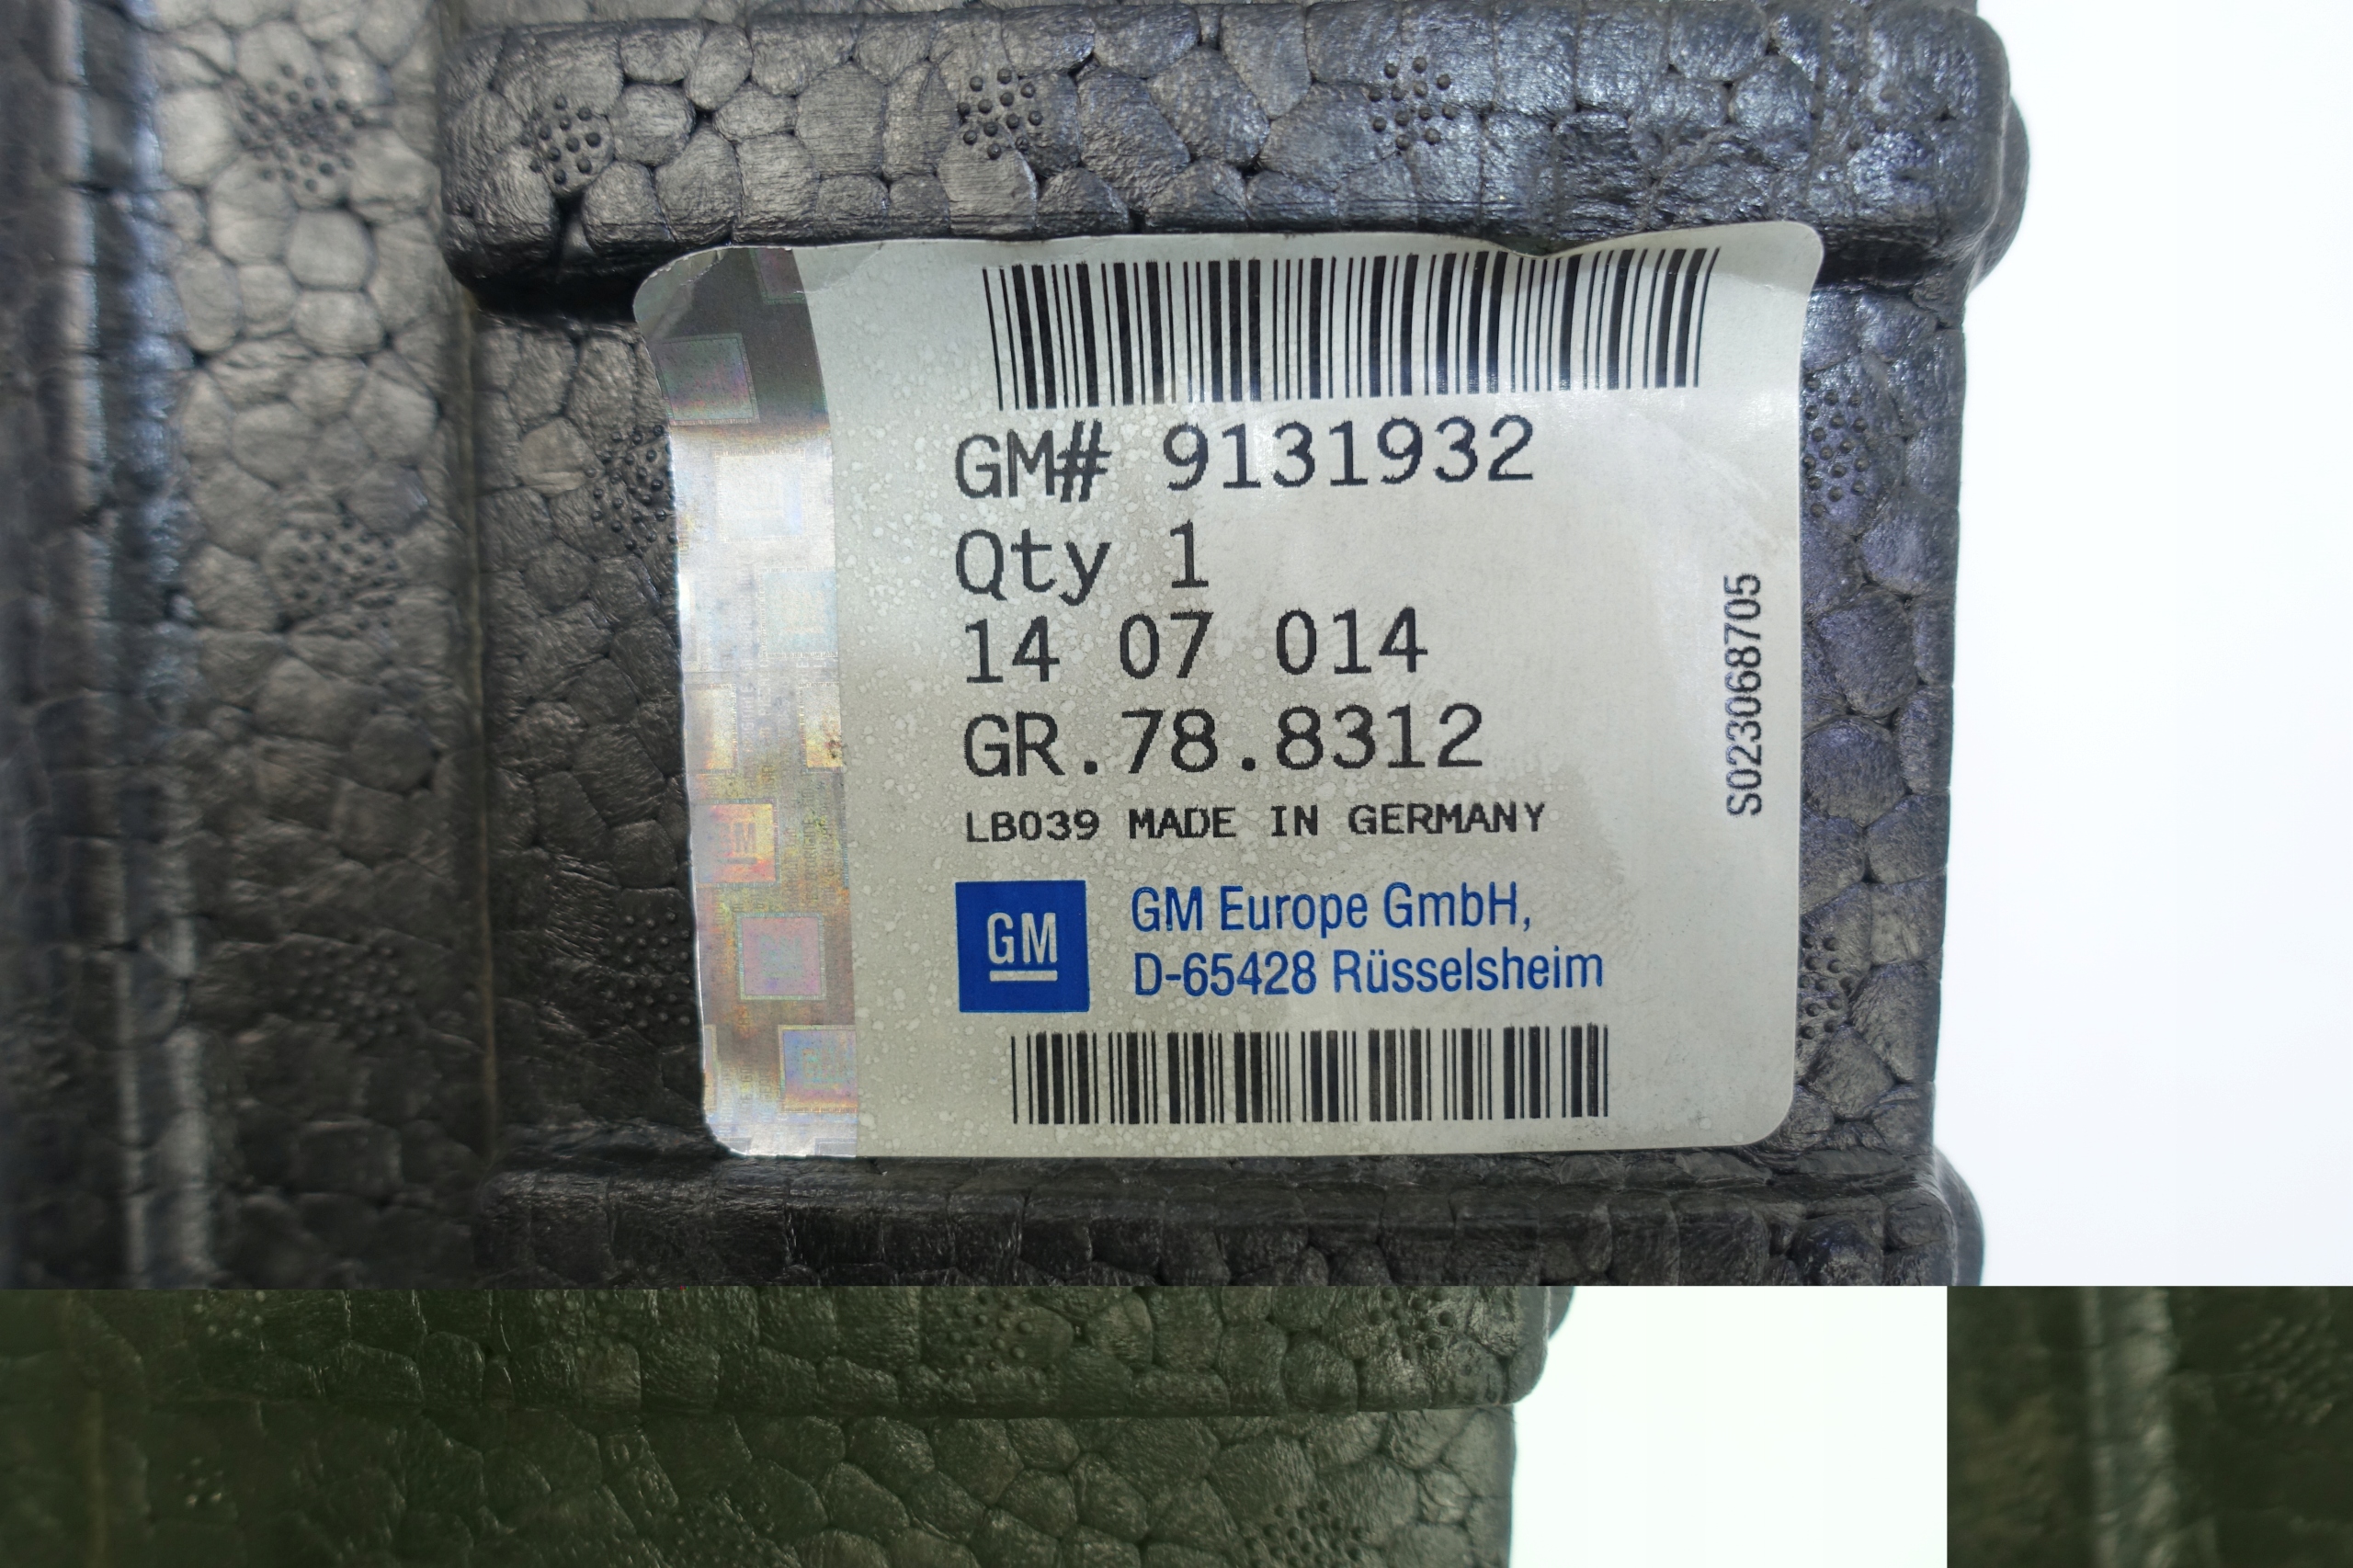 GM# 9131932
Qty 1
14 07 014
GR.78.8312
LB039 MADE IN GERMANY
GM
GM Europe GmbH,
D-65428 Rüsselsheim
S023068705